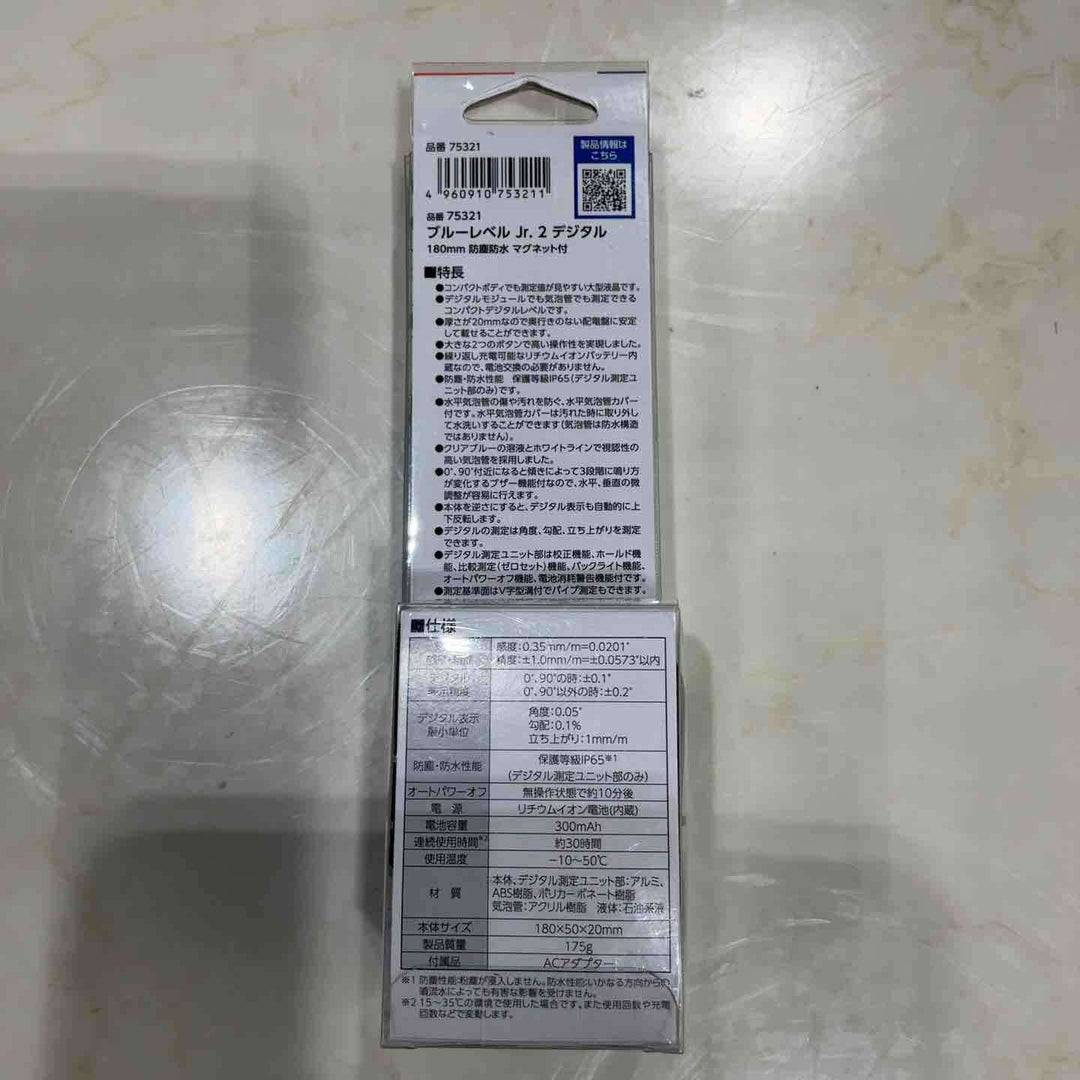 品番 75321
製品情報は
こちら
4 960910 753211
品番 75321
ブルーレベル Jr. 2 デジタル
180mm 防塵防水 マグネット付
■特長
●コンパクトボディでも測定値が見やすい大型液晶です。
●デジタルモジュールでも気泡管でも測定できる
コンパクトデジタルレベルです。
●厚さが20mmなので奥行きのない配電盤に安定
して載せることができます。
●大きな2つのボタンで高い操作性を実現しました。
●繰り返し充電可能なリチウムイオンバッテリー内
蔵なので、電池交換の必要がありません。
●防塵・防水性能 保護等級IP65(デジタル測定ユ
ニット部のみ)です。
●水平気泡管の傷や汚れを防ぐ、水平気泡管カバー
付です。水平気泡管カバーは汚れた時に取り外し
て水洗いすることができます(気泡管は防水構造
ではありません)。
●クリアブルーの溶液とホワイトラインで視認性の
高い気泡管を採用しました。
●0°、90°付近になると傾きによって3段階に鳴り方
が変化するブザー機能付なので、水平、垂直の微
調整が容易に行えます。
●本体を逆さにすると、デジタル表示も自動的に上
下反転します。
●デジタルの測定は角度、勾配、立ち上がりを測定
できます。
●デジタル測定ユニット部は校正機能、ホールド機
能、比較測定(ゼロセット)機能、バックライト機能、
オートパワーオフ機能、電池消耗警告機能付です。
●測定基準面はV字型溝付でパイプ測定もできます。
■仕様
感度:0.35mm/m=0.0201°
精度:±1.0mm/m=±0.0573°以内
デジタル 0°、90°の時:±0.1°
表示精度 0°、90°以外の時:±0.2°
デジタル表示
最小単位
角度:0.05°
勾配:0.1%
立ち上がり:1mm/m
防塵・防水性能 保護等級IP65※1
(デジタル測定ユニット部のみ)
オートパワーオフ 無操作状態で約10分後
電 源 リチウムイオン電池(内蔵)
電池容量 300mAh
連続使用時間※2 約30時間
使用温度 −10〜50℃
材 質
本体、デジタル測定ユニット部:アルミ、
ABS樹脂、ポリカーボネート樹脂
気泡管:アクリル樹脂 液体:石油系液
本体サイズ 180×50×20mm
製品質量 175g
付属品 ACアダプター
※1 防塵性能:粉塵が浸入しません。防水性能:いかなる方向からの
噴流水によっても有害な影響を受けません。
※2 15〜35℃の環境で使用した場合です。また使用回数や充電
回数などで変動します。